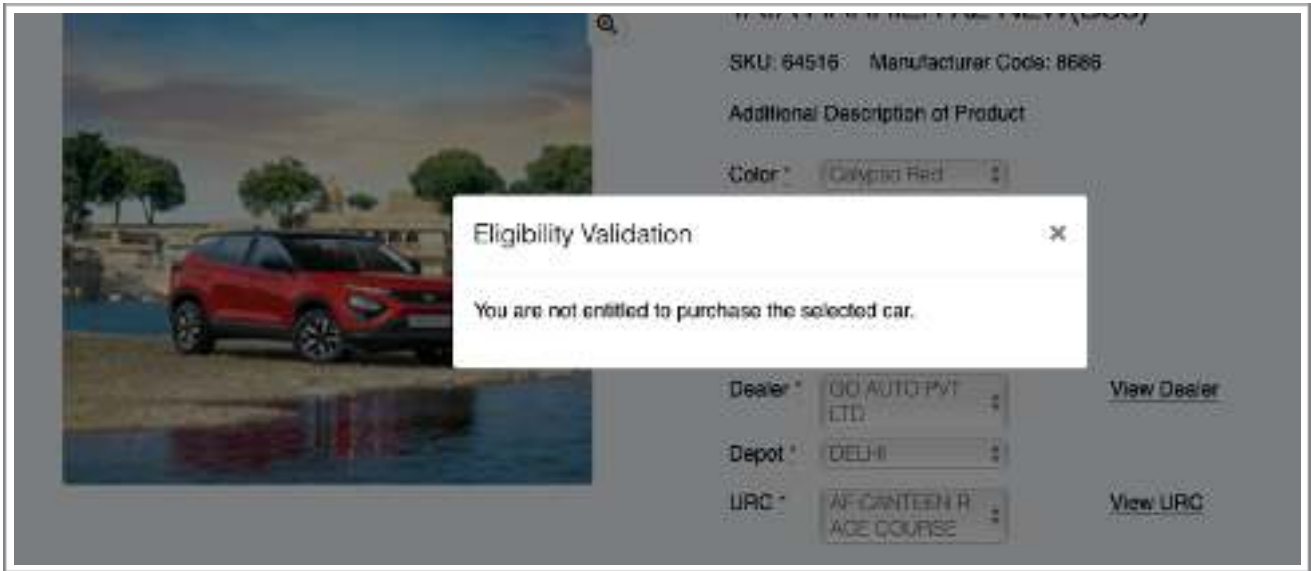 SKU: 64516 Manufacturer Code: 8686
Additional Description of Product
Color * Calypso Red
Eligibility Validation ×
You are not entitled to purchase the selected car.
Dealer * GO AUTO PVT LTD View Dealer
Depot * DELHI
URC * AF CANTEEN R ACE COURSE View URC